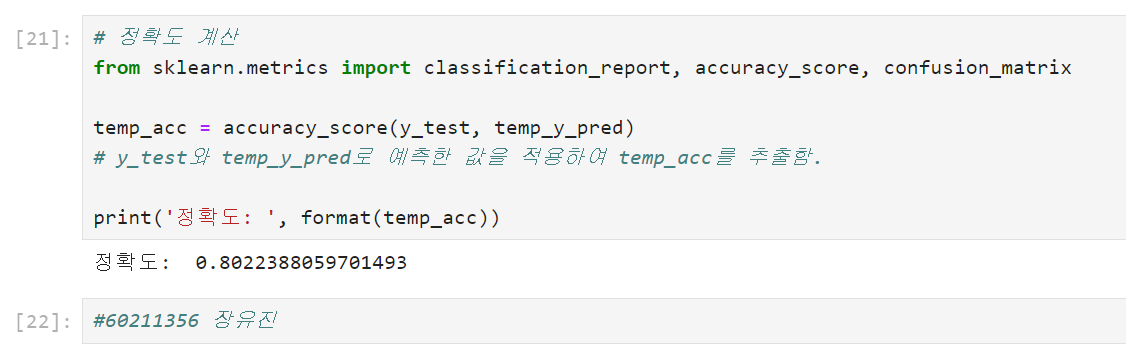 [21]: # 정확도 계산
from sklearn.metrics import classification_report, accuracy_score, confusion_matrix
temp_acc = accuracy_score(y_test, temp_y_pred)
# y_test와 temp_y_pred로 예측한 값을 적용하여 temp_acc를 추출함.
print('정확도: ', format(temp_acc))
정확도:  0.8022388059701493
[22]: #60211356 장유진